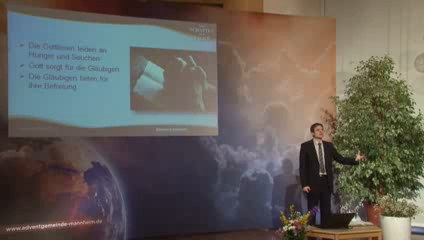 Die Gottlosen leiden an
Hunger und Seuchen
Gott sorgt für die Gläubigen
Die Gläubigen beten für
ihre Befreiung
www.adventgemeinde-mannheim.de